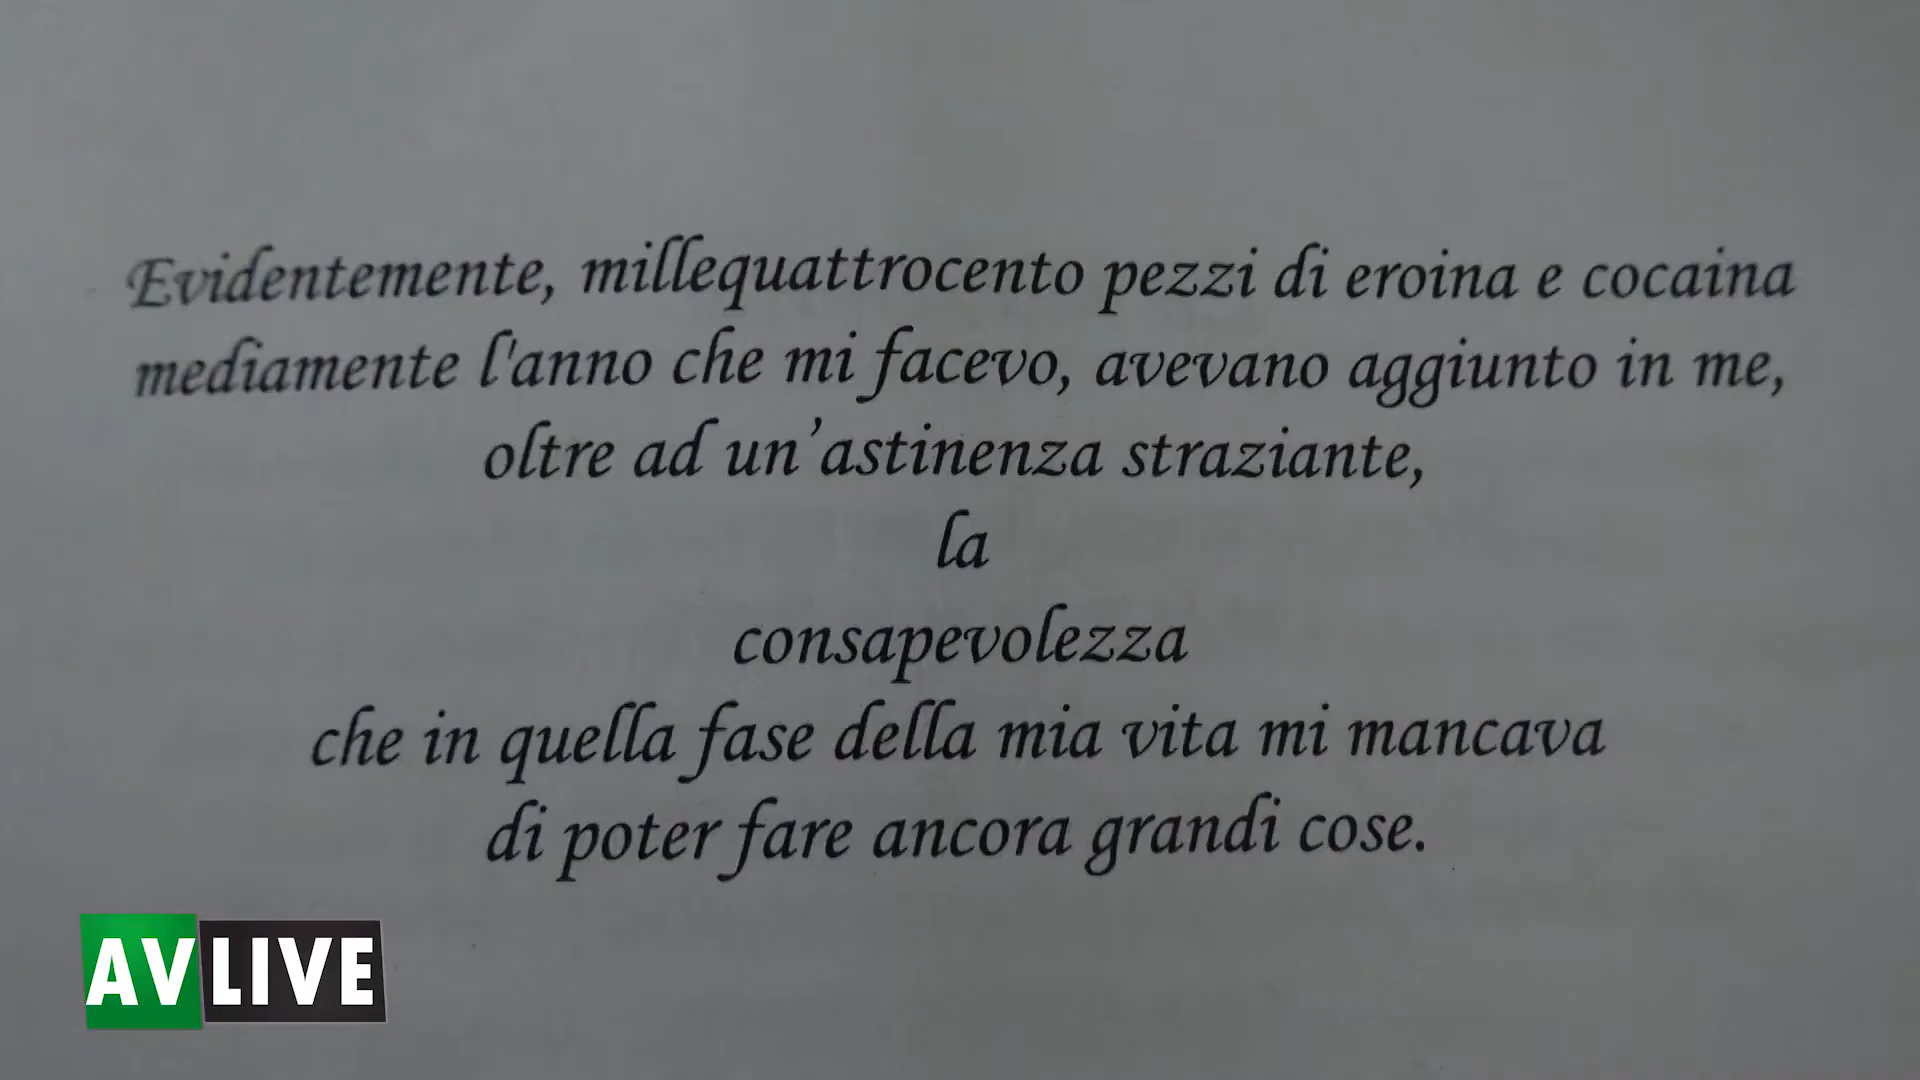 Evidentemente, millequattrocento pezzi di eroina e cocaina
mediamente l'anno che mi facevo, avevano aggiunto in me,
oltre ad un’astinenza straziante,
la
consapevolezza
che in quella fase della mia vita mi mancava
di poter fare ancora grandi cose.
AVLIVE